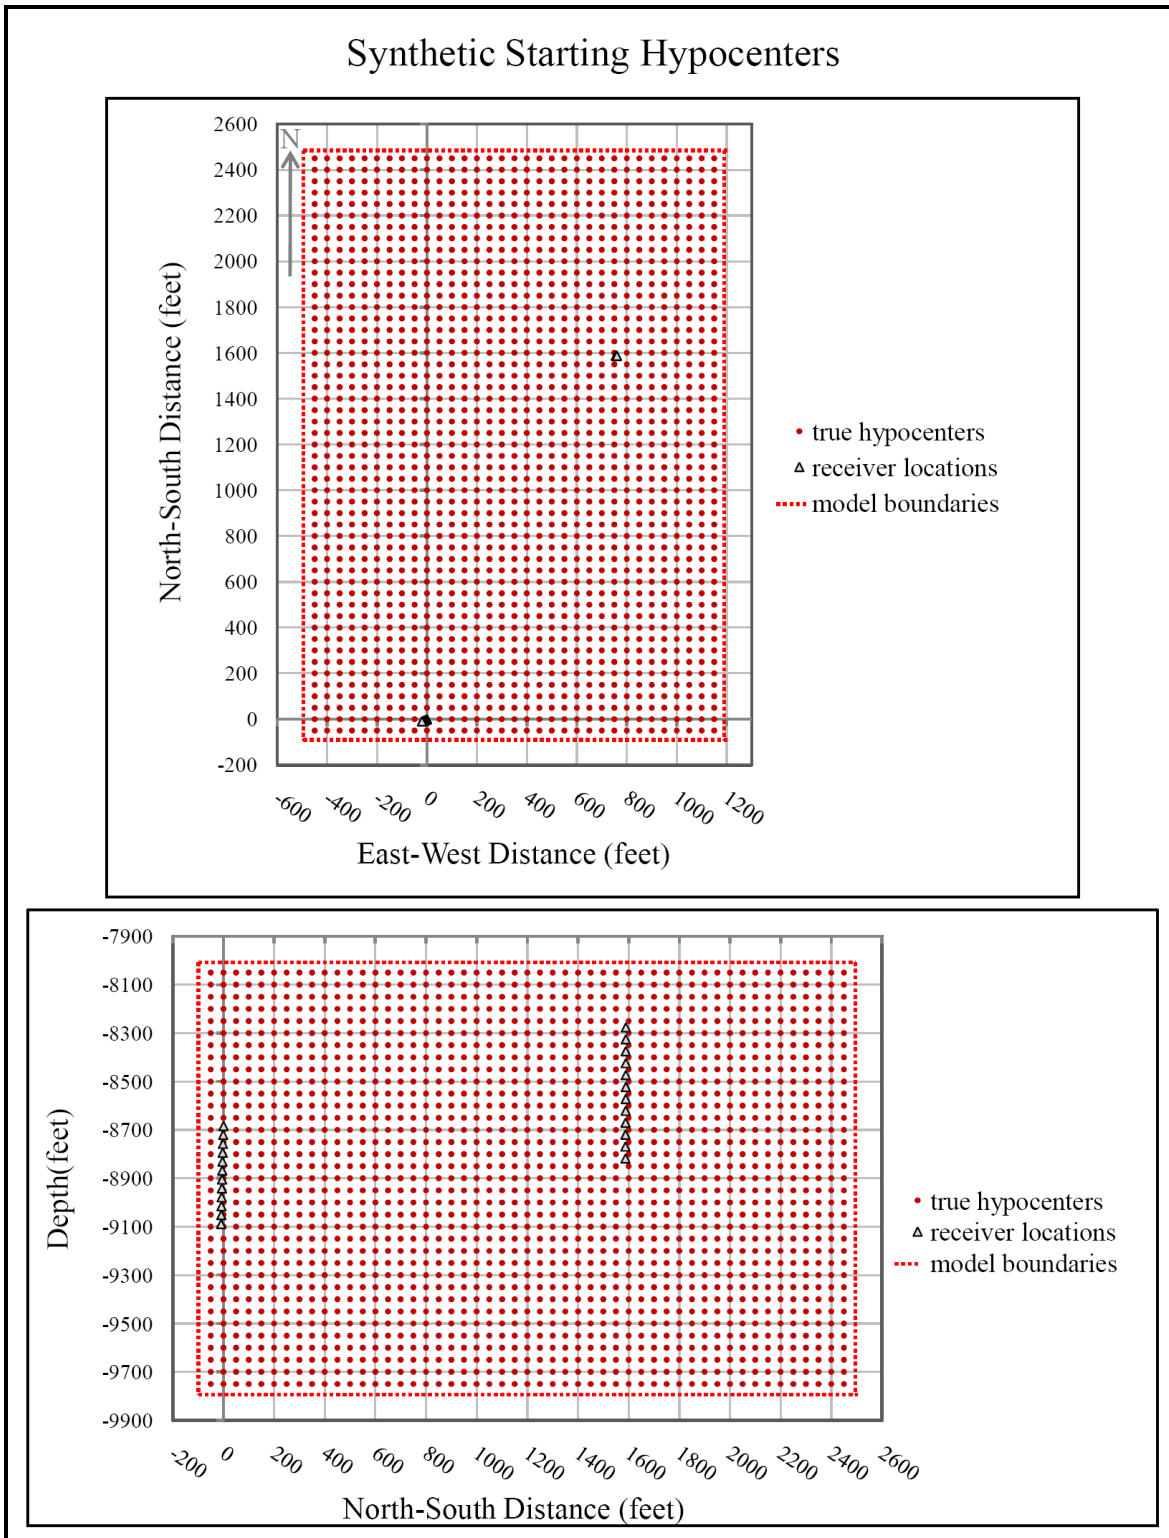 Synthetic Starting Hypocenters
2600
2400
2200
2000
1800
1600
1400
1200
1000
800
600
400
200
0
-200
N
North-South Distance (feet)
-600 -400 -200 0 200 400 600 800 1000 1200
East-West Distance (feet)
true hypocenters
receiver locations
model boundaries
-7900
-8100
-8300
-8500
-8700
-8900
-9100
-9300
-9500
-9700
-9900
Depth(feet)
-200 0 200 400 600 800 1000 1200 1400 1600 1800 2000 2200 2400 2600
North-South Distance (feet)
true hypocenters
receiver locations
model boundaries